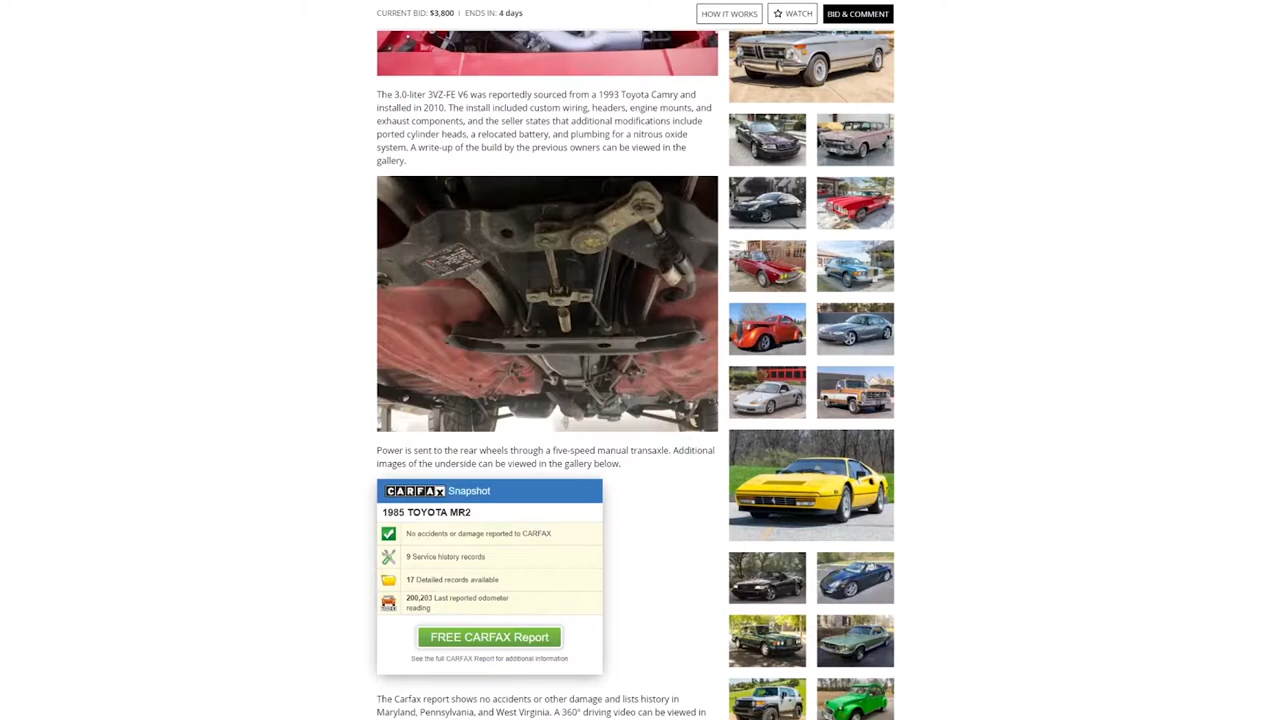 CURRENT BID: $3,800 | ENDS IN: 4 days
HOW IT WORKS
WATCH
BID & COMMENT
The 3.0-liter 3VZ-FE V6 was reportedly sourced from a 1993 Toyota Camry and
installed in 2010. The install included custom wiring, headers, engine mounts, and
exhaust components, and the seller states that additional modifications include
ported cylinder heads, a relocated battery, and plumbing for a nitrous oxide
system. A write-up of the build by the previous owners can be viewed in the
gallery.
Power is sent to the rear wheels through a five-speed manual transaxle. Additional
images of the underside can be viewed in the gallery below.
CARFAX Snapshot
1985 TOYOTA MR2
No accidents or damage reported to CARFAX
9 Service history records
17 Detailed records available
200,203 Last reported odometer
reading
FREE CARFAX Report
See the full CARFAX Report for additional information
The Carfax report shows no accidents or other damage and lists history in
Maryland, Pennsylvania, and West Virginia. A 360° driving video can be viewed in